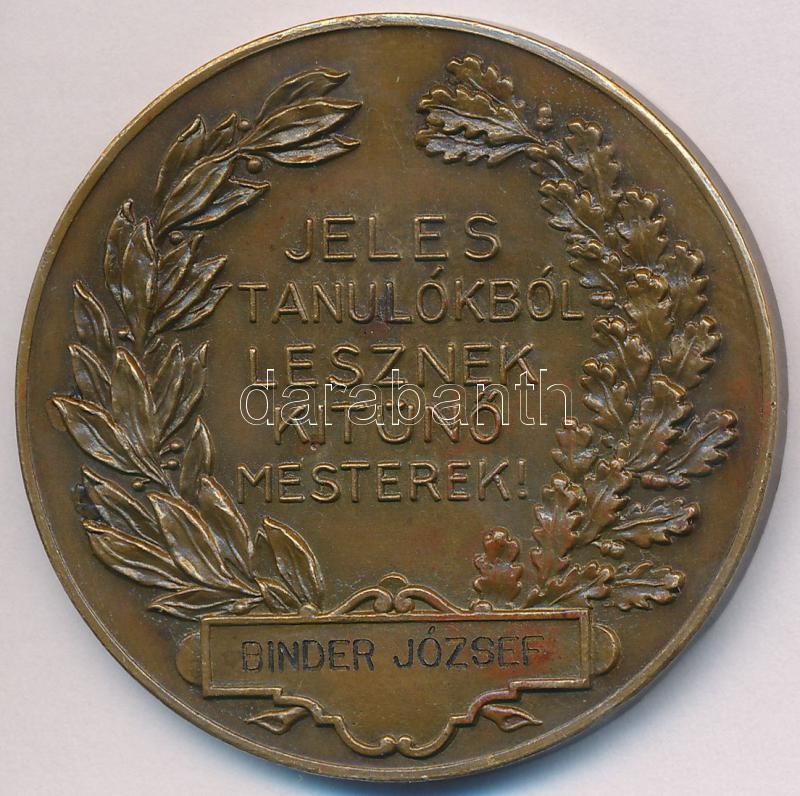 JELES
TANULÓKBÓL
LESZNEK
darabanth
KITŰNŐ
MESTEREK!
BINDER JÓZSEF